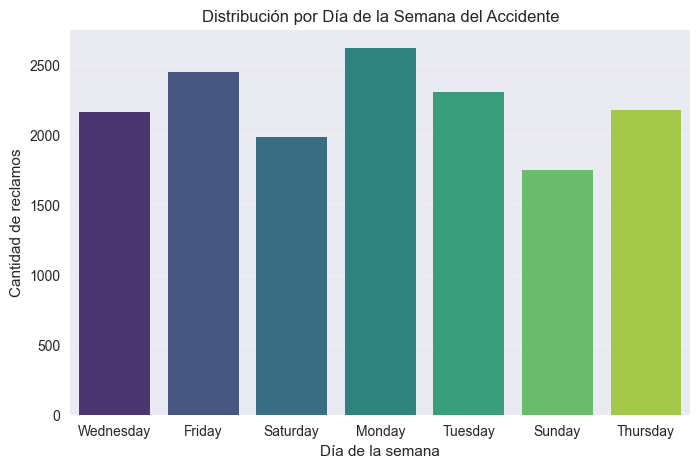 Distribución por Día de la Semana del Accidente
Cantidad de reclamos
2500
2000
1500
1000
500
0
Wednesday Friday Saturday Monday Tuesday Sunday Thursday
Día de la semana